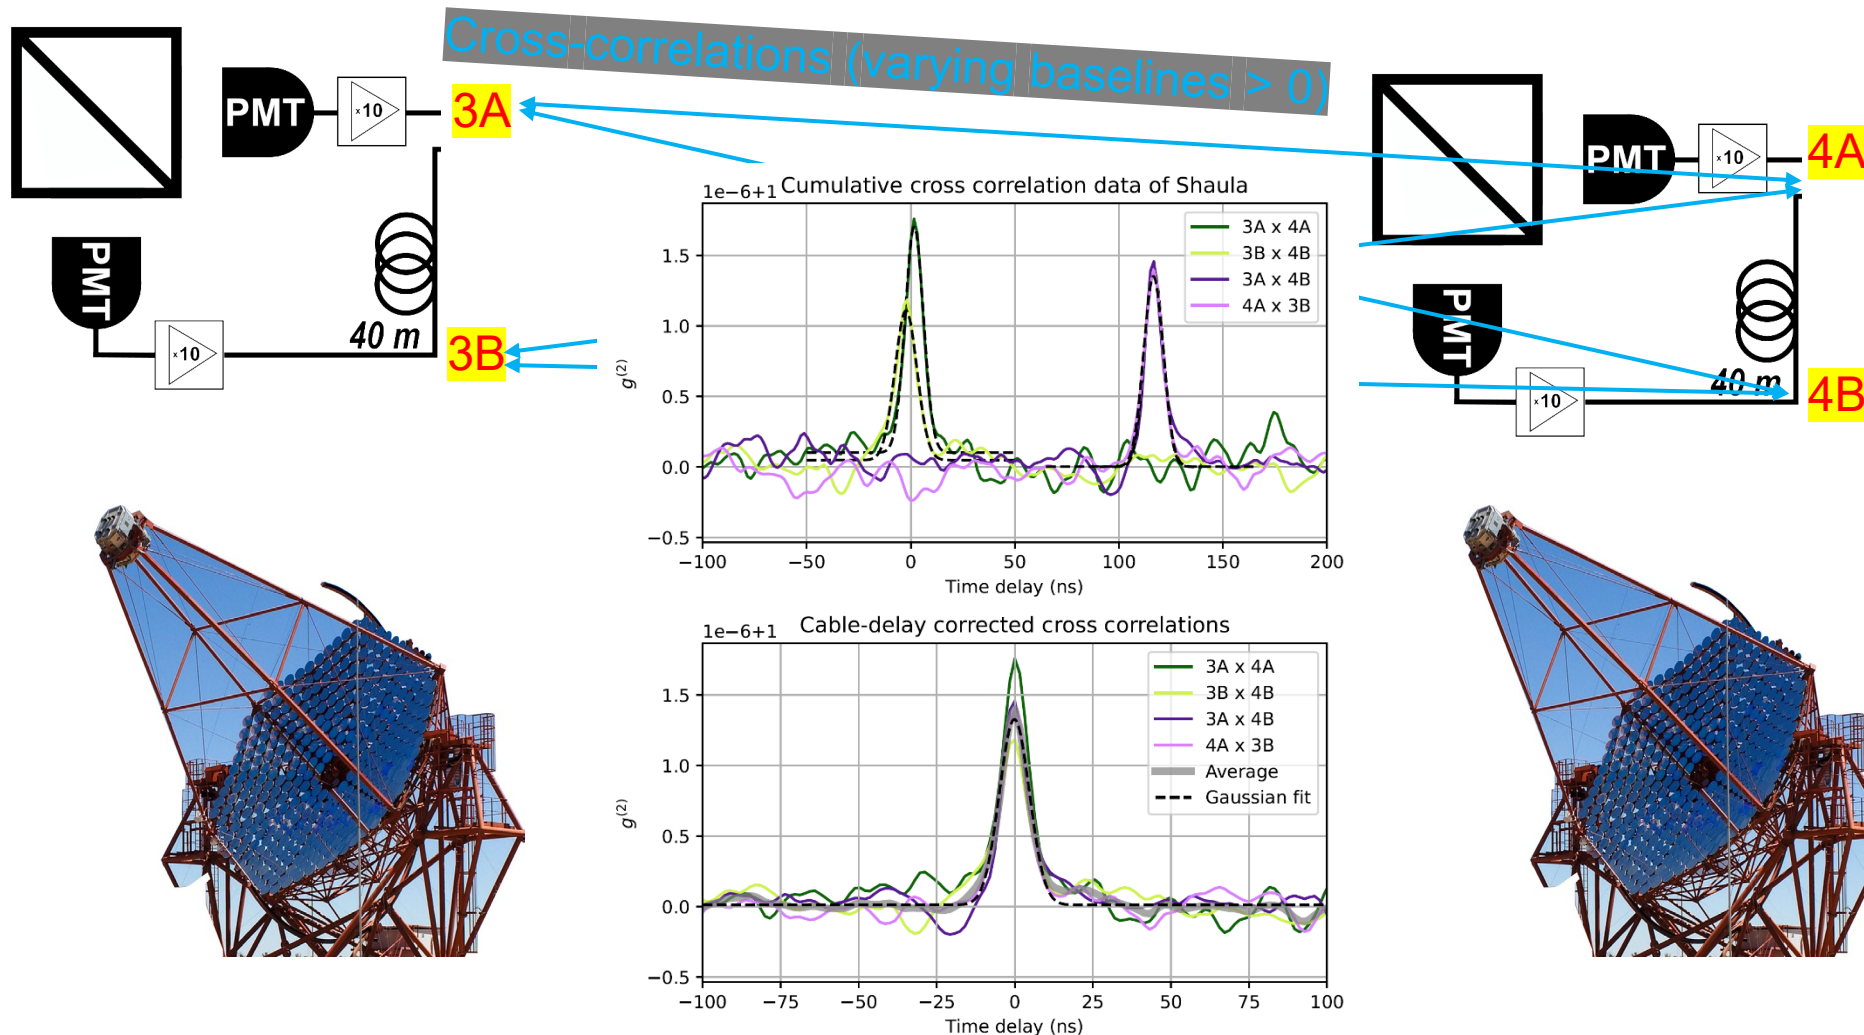 Cross-correlations (varying baselines > 0)
PMT
x10
3A
PMT
x10
40 m
3B
PMT
x10
4A
PMT
x10
40 m
4B
1e−6+1
Cumulative cross correlation data of Shaula
3A x 4A
3B x 4B
3A x 4B
4A x 3B
1.5
1.0
0.5
0.0
−0.5
g(2)
−100 −50 0 50 100 150 200
Time delay (ns)
1e−6+1
Cable-delay corrected cross correlations
3A x 4A
3B x 4B
3A x 4B
4A x 3B
Average
Gaussian fit
1.5
1.0
0.5
0.0
−0.5
g(2)
−100 −75 −50 −25 0 25 50 75 100
Time delay (ns)